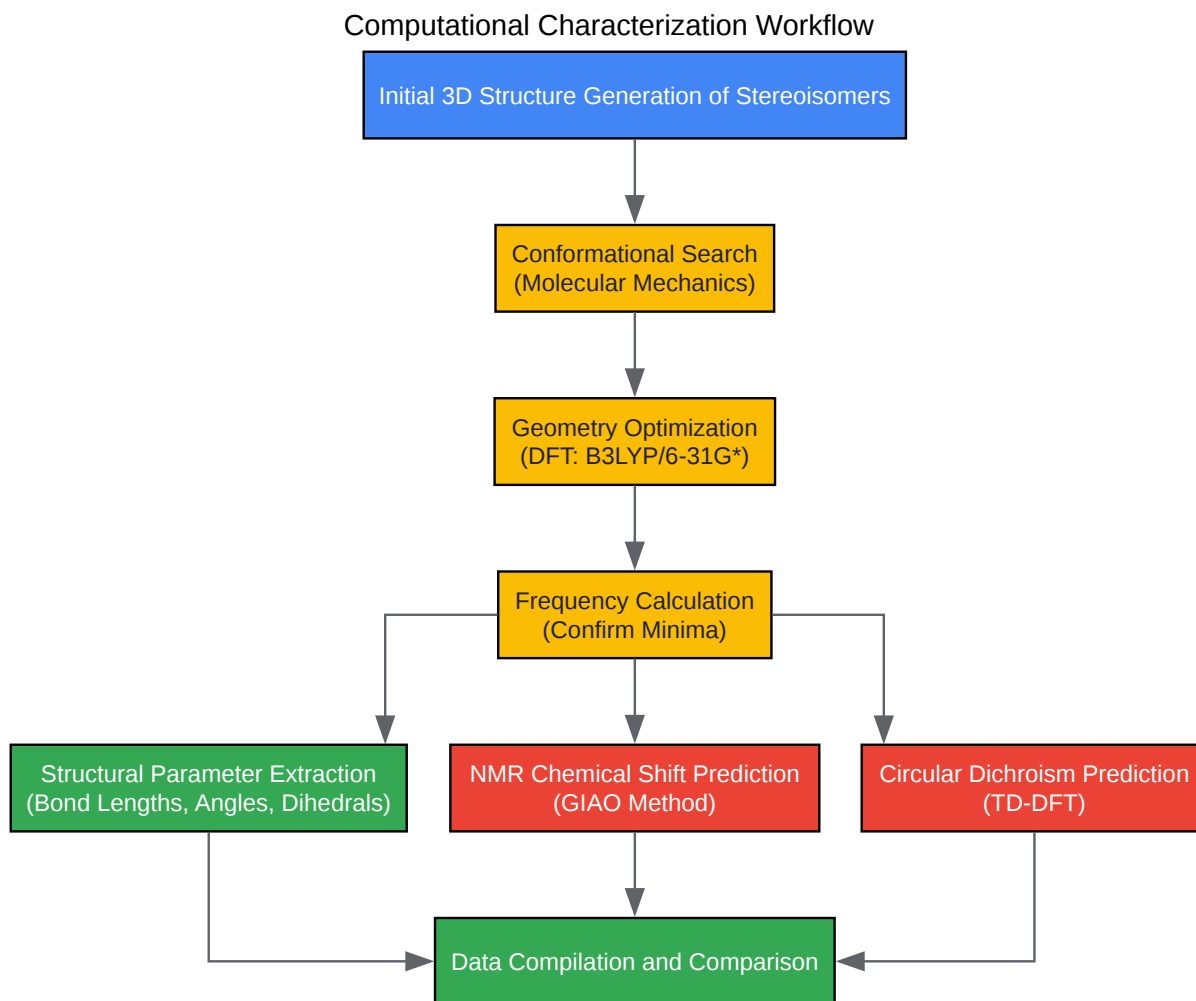 Computational Characterization Workflow
Initial 3D Structure Generation of Stereoisomers
Conformational Search
(Molecular Mechanics)
Geometry Optimization
(DFT: B3LYP/6-31G*)
Frequency Calculation
(Confirm Minima)
Structural Parameter Extraction
(Bond Lengths, Angles, Dihedrals)
NMR Chemical Shift Prediction
(GIAO Method)
Circular Dichroism Prediction
(TD-DFT)
Data Compilation and Comparison